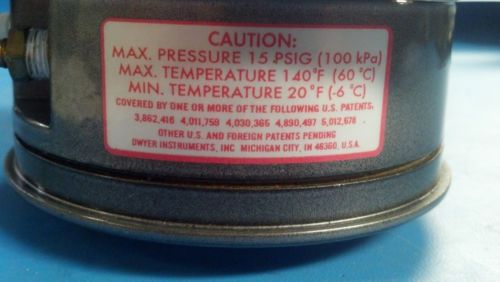 CAUTION:
MAX. PRESSURE 15 PSIG (100 kPa)
MAX. TEMPERATURE 140°F (60 °C)
MIN. TEMPERATURE 20 °F (-6 °C)
COVERED BY ONE OR MORE OF THE FOLLOWING U.S. PATENTS,
3,862,416 4,011,759 4,030,365 4,890,497 5,012,678
OTHER U.S. AND FOREIGN PATENTS PENDING
DWYER INSTRUMENTS, INC MICHIGAN CITY, IN 46360, U.S.A.